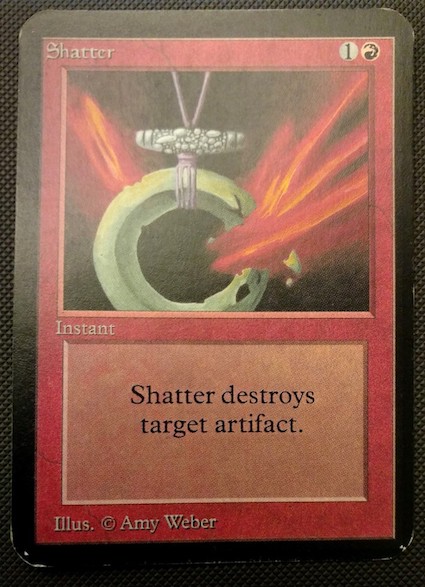 Shatter 1
Instant
Shatter destroys
target artifact.
Illus. © Amy Weber